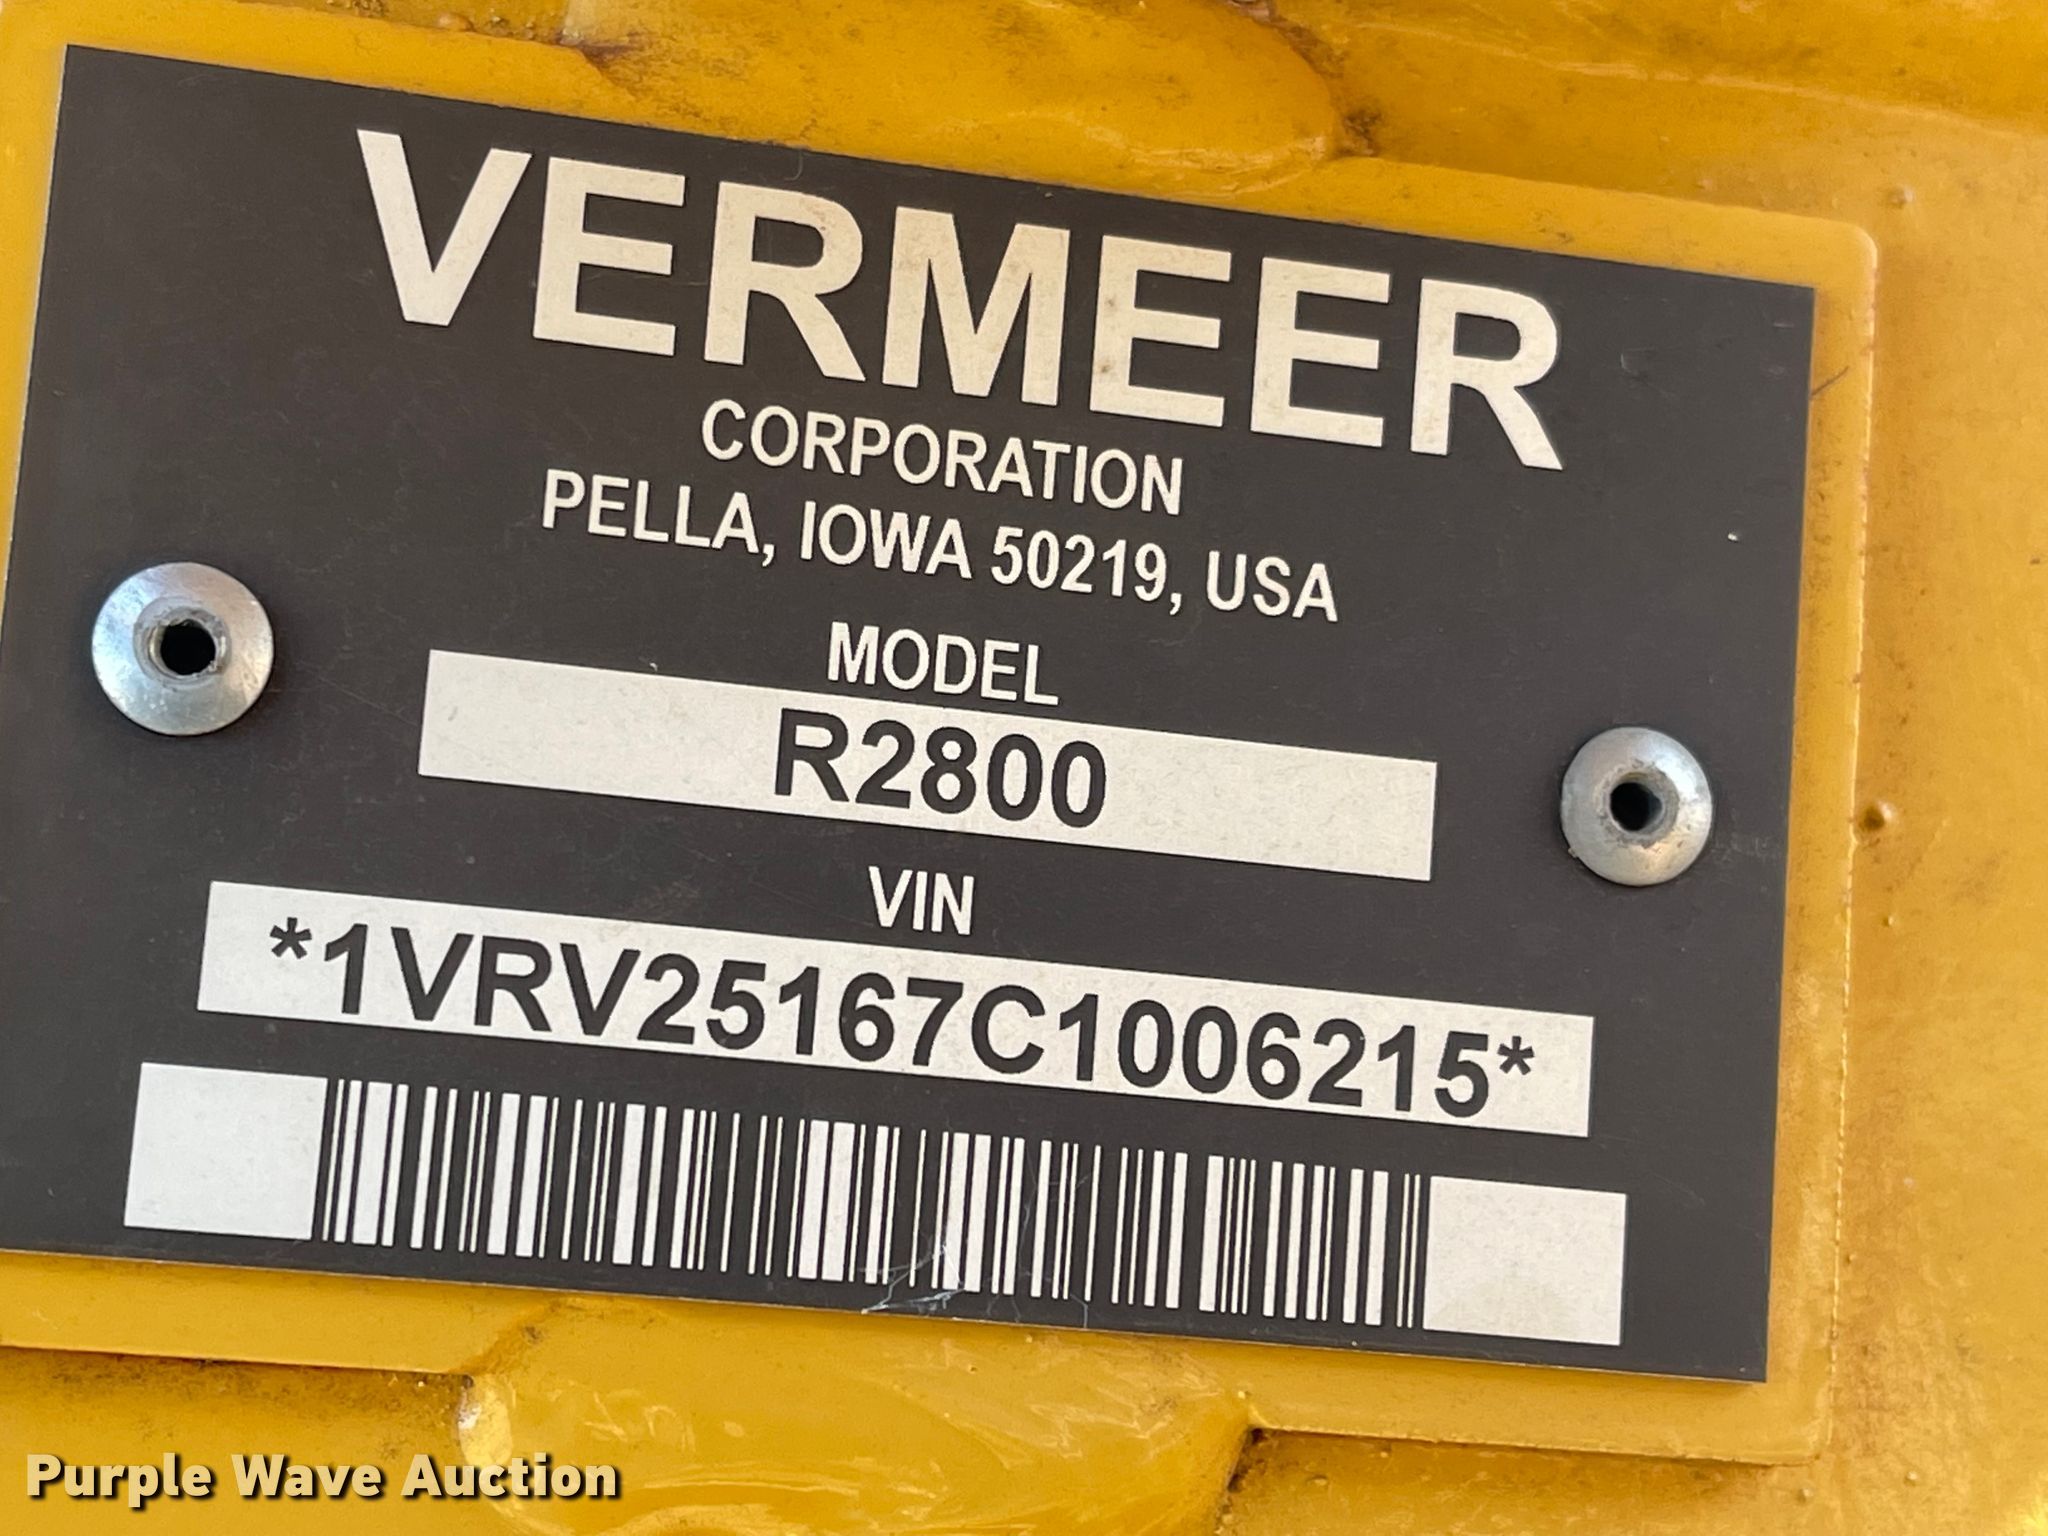 VERMEER
CORPORATION
PELLA, IOWA 50219, USA
MODEL
R2800
VIN
*1VRV25167C1006215*
Purple Wave Auction